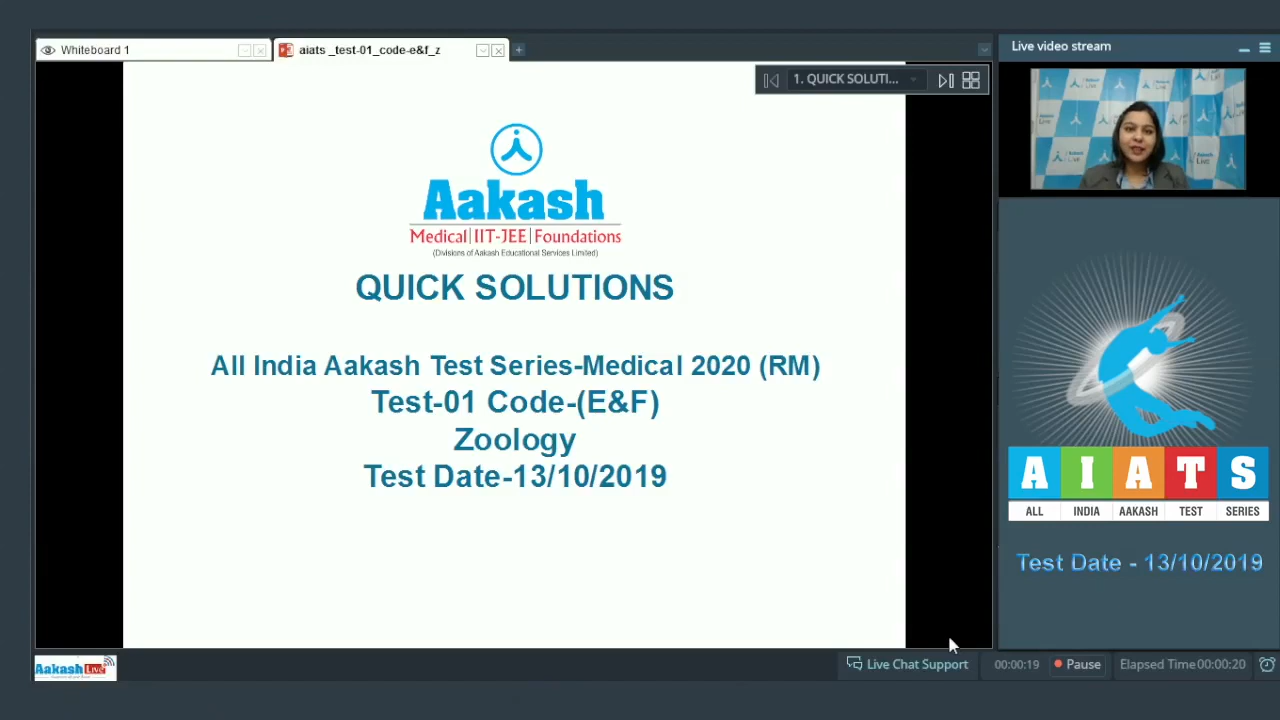 Whiteboard 1
aiats _test-01_code-e&f_z
Live video stream
1. QUICK SOLUTI...
Aakash
Medical|IIT-JEE|Foundations
(Divisions of Aakash Educational Services Limited)
QUICK SOLUTIONS
All India Aakash Test Series-Medical 2020 (RM)
Test-01 Code-(E&F)
Zoology
Test Date-13/10/2019
A I A T S
ALL INDIA AAKASH TEST SERIES
Test Date - 13/10/2019
Aakash Live
Live Chat Support
00:00:19
Pause
Elapsed Time 00:00:20